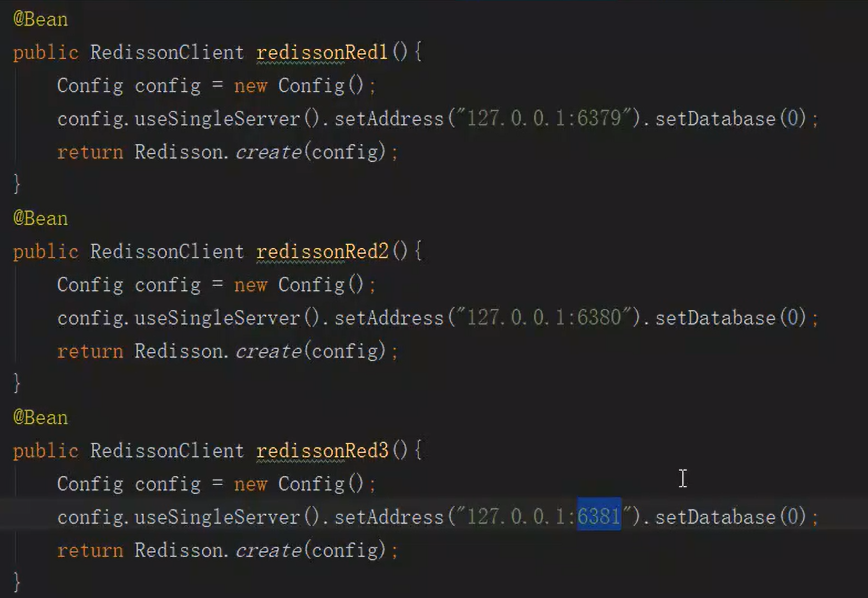 @Bean
public RedissonClient redissonRed1(){
Config config = new Config();
config.useSingleServer().setAddress("127.0.0.1:6379").setDatabase(0);
return Redisson.create(config);
}
@Bean
public RedissonClient redissonRed2(){
Config config = new Config();
config.useSingleServer().setAddress("127.0.0.1:6380").setDatabase(0);
return Redisson.create(config);
}
@Bean
public RedissonClient redissonRed3(){
Config config = new Config();
config.useSingleServer().setAddress("127.0.0.1:6381").setDatabase(0);
return Redisson.create(config);
}